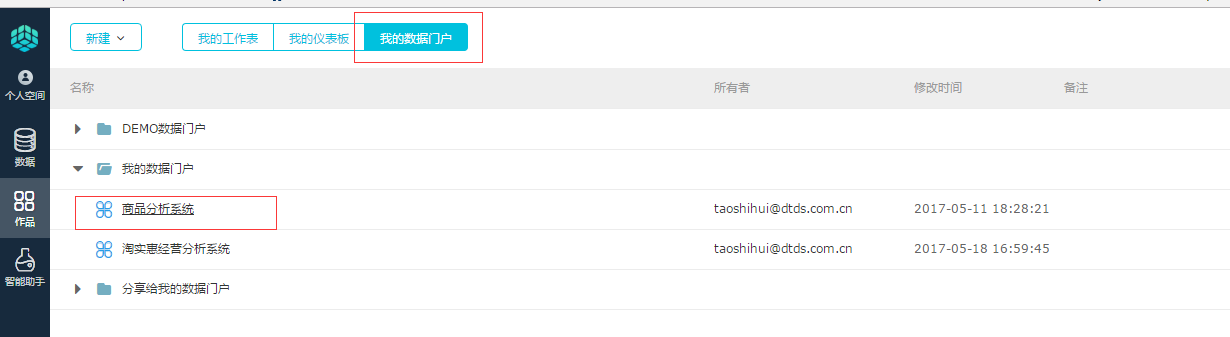 新建
我的工作表
我的仪表板
我的数据门户
个人空间
数据
作品
智能助手
名称 所有者 修改时间 备注
DEMO数据门户
我的数据门户
商品分析系统 taoshihui@dtds.com.cn 2017-05-11 18:28:21
淘实惠经营分析系统 taoshihui@dtds.com.cn 2017-05-18 16:59:45
分享给我的数据门户